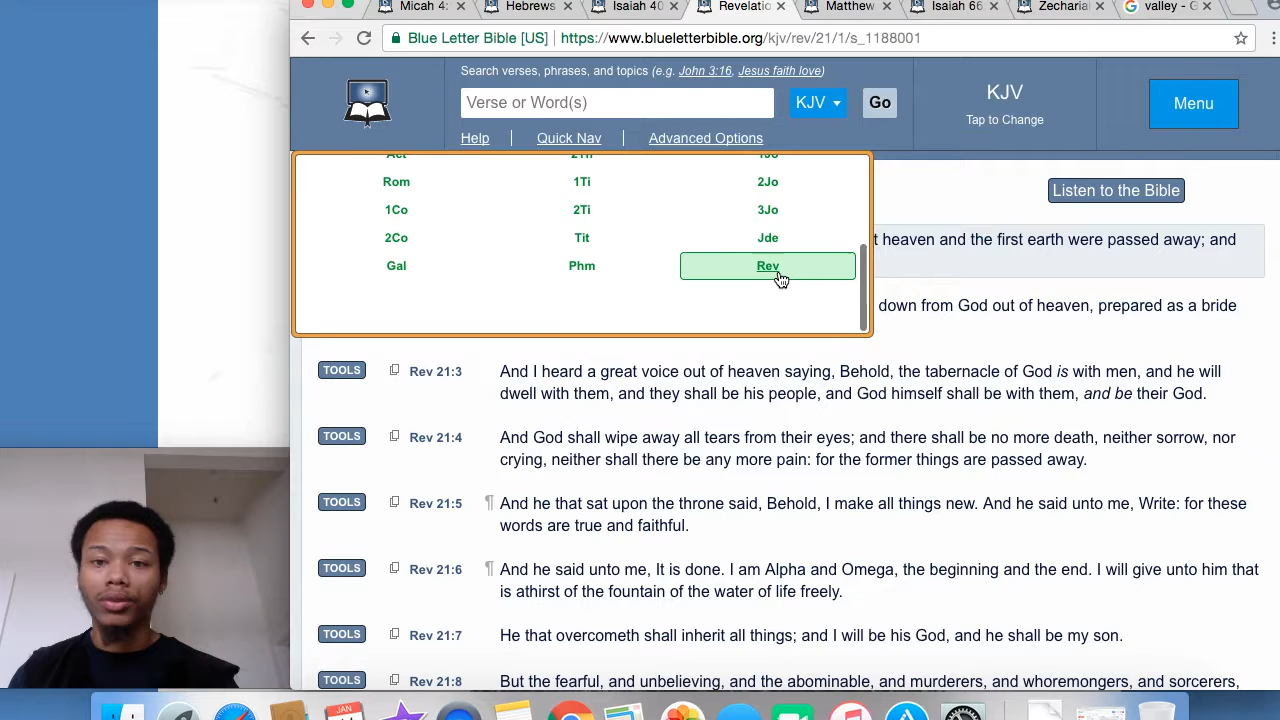 Micah 4:
Hebrews
Isaiah 40
Revelatio
Matthew
Isaiah 66
Zecharia
valley - G
Blue Letter Bible [US] https://www.blueletterbible.org/kjv/rev/21/1/s_1188001
Search verses, phrases, and topics (e.g. John 3:16, Jesus faith love)
Verse or Word(s)
KJV
Go
Help
Quick Nav
Advanced Options
KJV
Tap to Change
Menu
Act 2Th 1Jo
Rom 1Ti 2Jo
1Co 2Ti 3Jo
2Co Tit Jde
Gal Phm Rev
Listen to the Bible
t heaven and the first earth were passed away; and
down from God out of heaven, prepared as a bride
TOOLS Rev 21:3 And I heard a great voice out of heaven saying, Behold, the tabernacle of God is with men, and he will
dwell with them, and they shall be his people, and God himself shall be with them, and be their God.
TOOLS Rev 21:4 And God shall wipe away all tears from their eyes; and there shall be no more death, neither sorrow, nor
crying, neither shall there be any more pain: for the former things are passed away.
TOOLS Rev 21:5 ¶ And he that sat upon the throne said, Behold, I make all things new. And he said unto me, Write: for these
words are true and faithful.
TOOLS Rev 21:6 ¶ And he said unto me, It is done. I am Alpha and Omega, the beginning and the end. I will give unto him that
is athirst of the fountain of the water of life freely.
TOOLS Rev 21:7 He that overcometh shall inherit all things; and I will be his God, and he shall be my son.
TOOLS Rev 21:8 But the fearful, and unbelieving, and the abominable, and murderers, and whoremongers, and sorcerers,
JAN